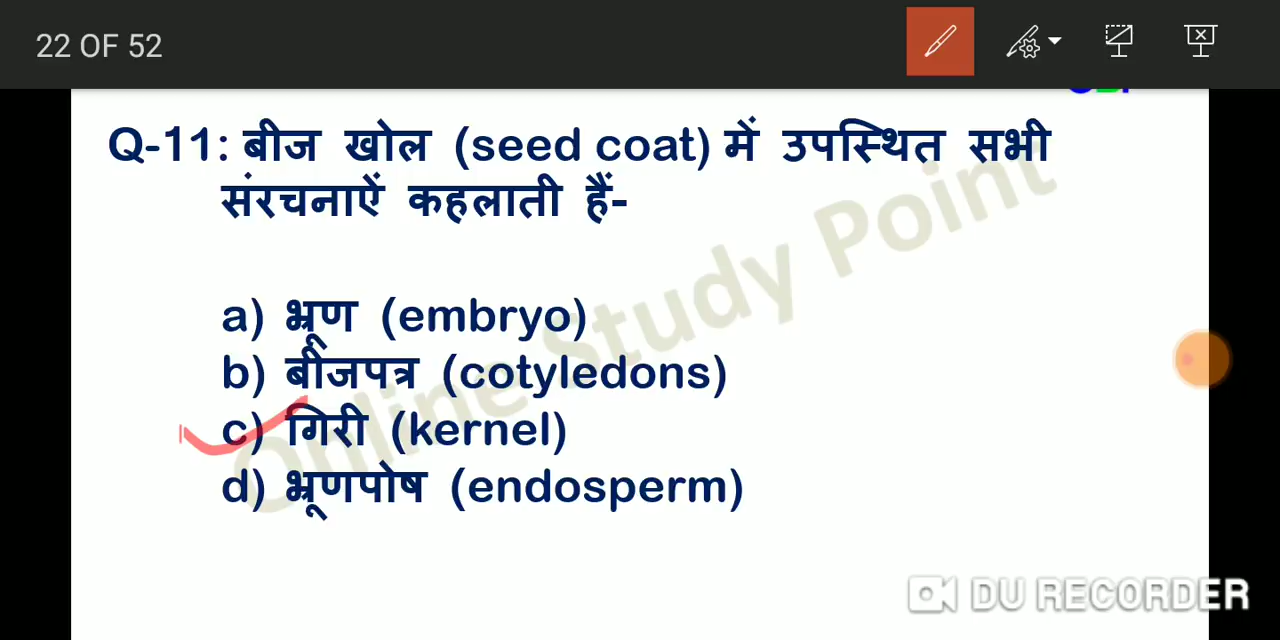 22 OF 52
Q-11: बीज खोल (seed coat) में उपस्थित सभी
संरचनाऐं कहलाती हैं-
a) भ्रूण (embryo)
b) बीजपत्र (cotyledons)
c) गिरी (kernel)
d) भ्रूणपोष (endosperm)
Online Study Point
DU RECORDER